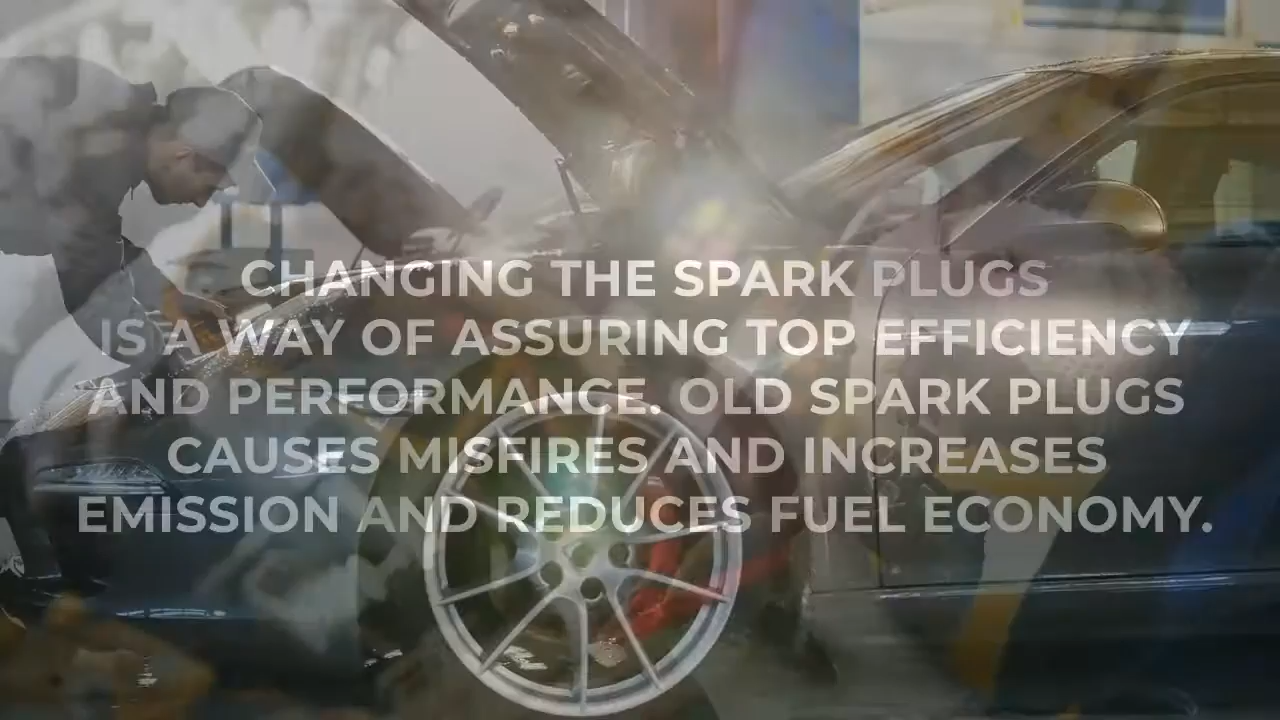 CHANGING THE SPARK PLUGS
IS A WAY OF ASSURING TOP EFFICIENCY
AND PERFORMANCE. OLD SPARK PLUGS
CAUSES MISFIRES AND INCREASES
EMISSION AND REDUCES FUEL ECONOMY.